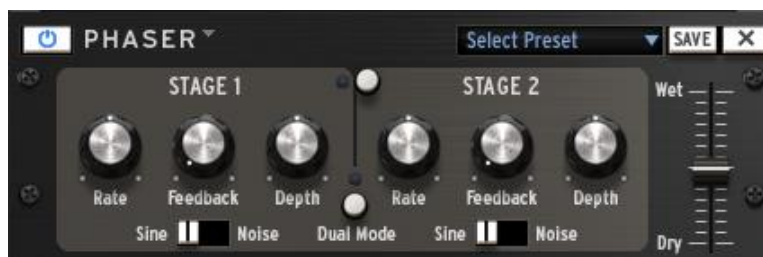 PHASER
Select Preset
SAVE
STAGE 1
STAGE 2
Wet
Rate Feedback Depth
Rate Feedback Depth
Sine Noise
Dual Mode
Sine Noise
Dry